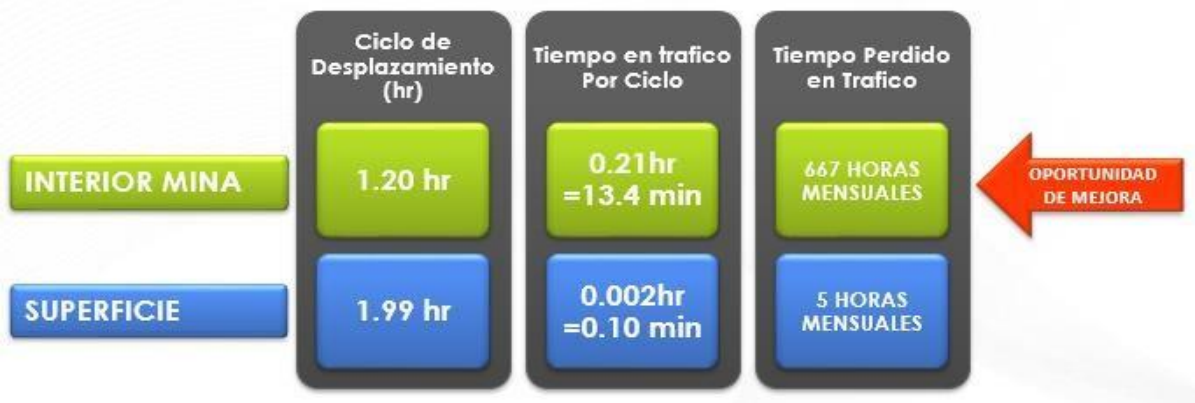 Ciclo de
Desplazamiento
(hr)
Tiempo en trafico
Por Ciclo
Tiempo Perdido
en Trafico
INTERIOR MINA
1.20 hr
0.21hr
=13.4 min
667 HORAS
MENSUALES
OPORTUNIDAD
DE MEJORA
SUPERFICIE
1.99 hr
0.002hr
=0.10 min
5 HORAS
MENSUALES